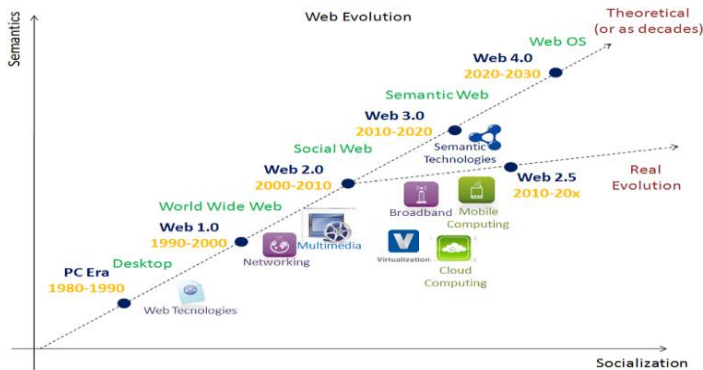 Web Evolution
Theoretical
(or as decades)
Semantics
Web OS
Web 4.0
2020-2030
Semantic Web
Web 3.0
2010-2020
Semantic
Technologies
Social Web
Web 2.0
2000-2010
Web 2.5
2010-20x
Real
Evolution
Broadband
Mobile
Computing
World Wide Web
Web 1.0
1990-2000
Multimedia
Networking
V
Virtualization
Cloud
Computing
Desktop
PC Era
1980-1990
Web Tecnologies
Socialization